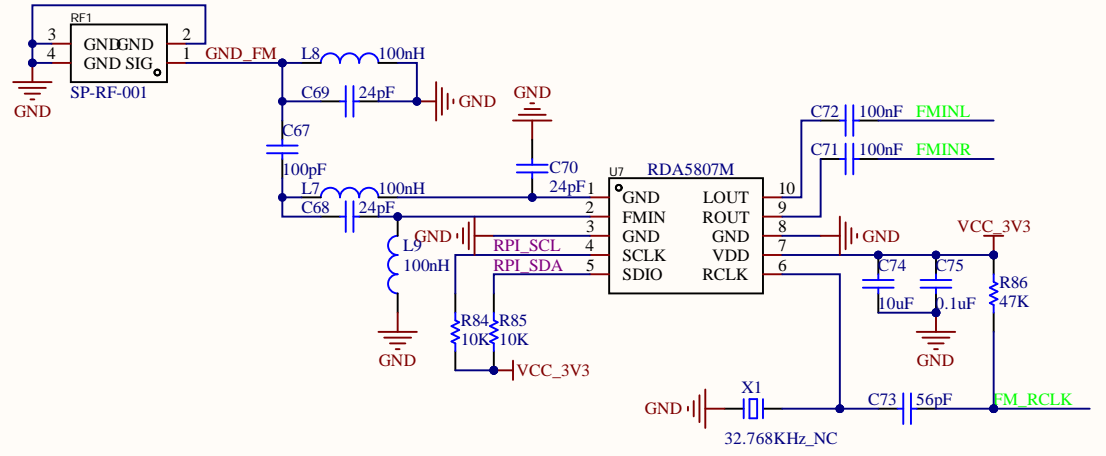 RF1
3 GND GND 2
4 GND SIG 1
GND_FM
SP-RF-001
GND
L8 100nH
C69 24pF
GND
C67
100pF
L7 100nH
C68 24pF
GND
C70
24pF
L9
100nH
GND
GND
RPI_SCL
RPI_SDA
R84
10K
R85
10K
VCC_3V3
U7 RDA5807M
1 GND LOUT 10
2 FMIN ROUT 9
3 GND GND 8
4 SCLK VDD 7
5 SDIO RCLK 6
C72 100nF FMINL
C71 100nF FMINR
GND
VCC_3V3
C74
10uF
C75
0.1uF
R86
47K
GND
GND
X1
32.768KHz_NC
C73 56pF
FM_RCLK